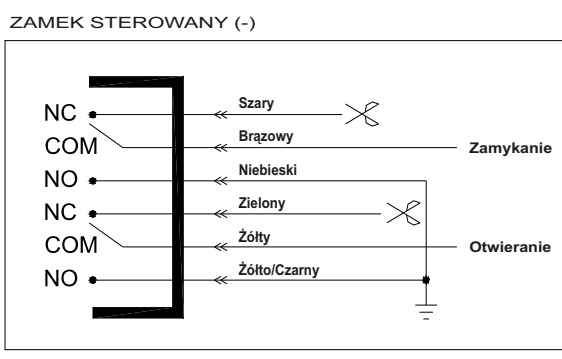 ZAMEK STEROWANY (-)
NC Szary
COM Brązowy Zamykanie
NO Niebieski
NC Zielony
COM Żółty Otwieranie
NO Żółto/Czarny